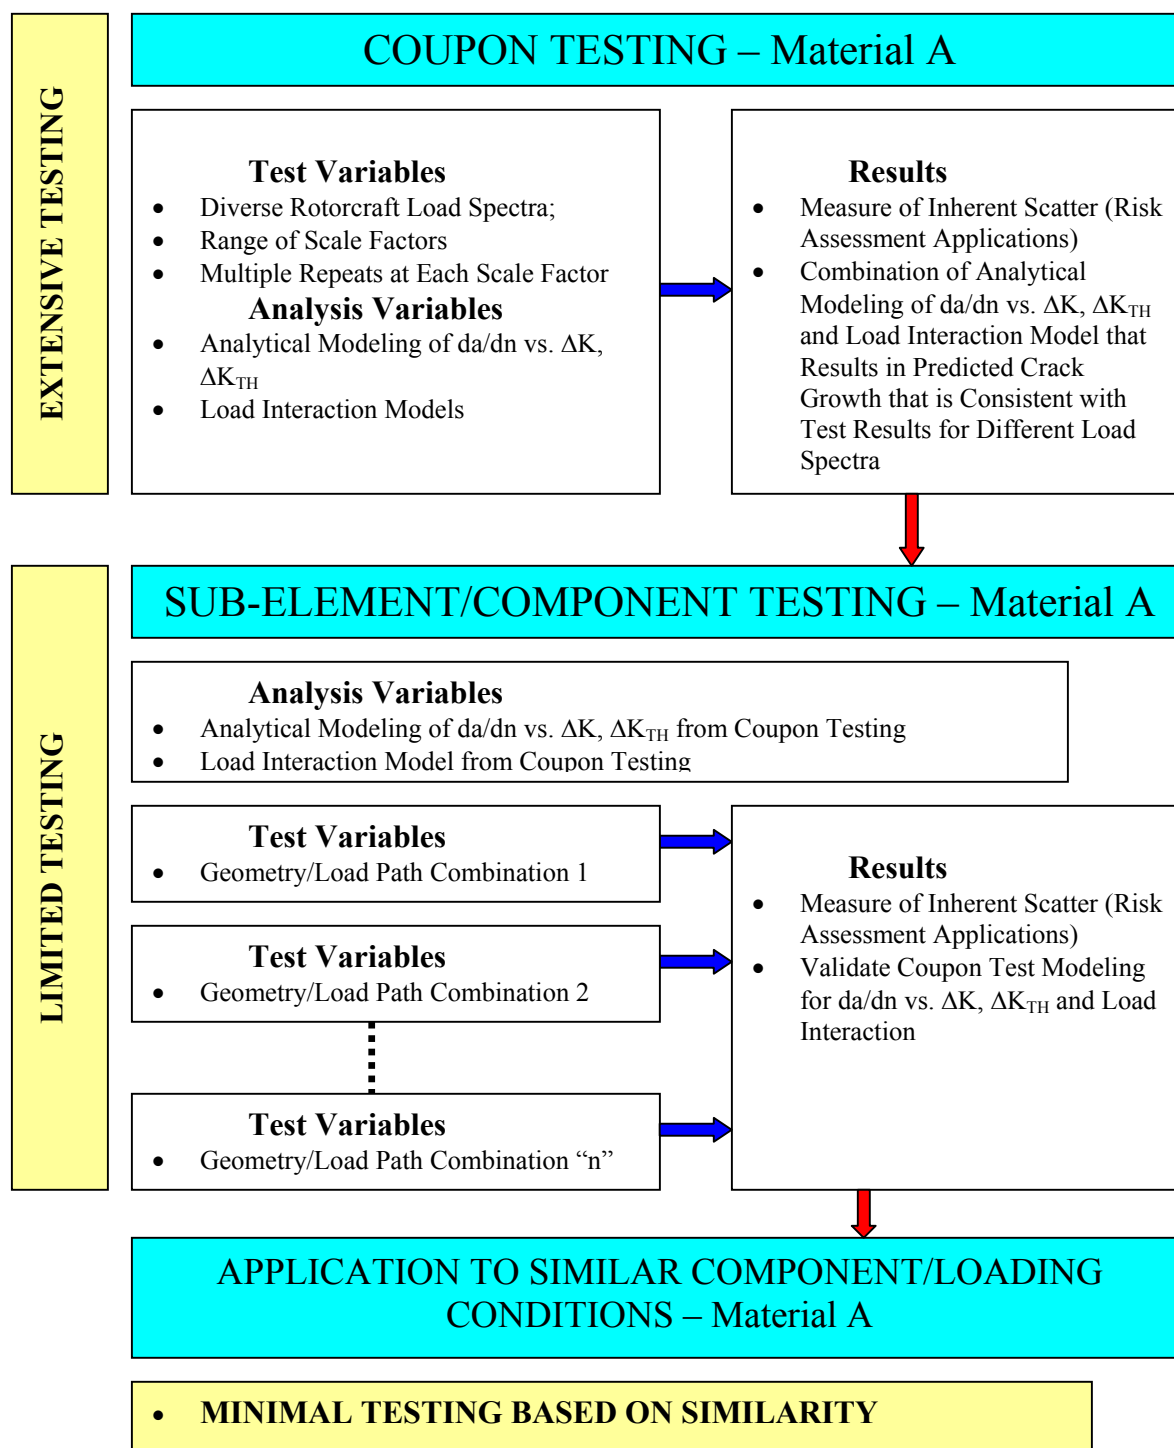 EXTENSIVE TESTING
COUPON TESTING – Material A
Test Variables
• Diverse Rotorcraft Load Spectra;
• Range of Scale Factors
• Multiple Repeats at Each Scale Factor
Analysis Variables
• Analytical Modeling of da/dn vs. ΔK,
ΔKTH
• Load Interaction Models
Results
• Measure of Inherent Scatter (Risk
Assessment Applications)
• Combination of Analytical
Modeling of da/dn vs. ΔK, ΔKTH
and Load Interaction Model that
Results in Predicted Crack
Growth that is Consistent with
Test Results for Different Load
Spectra
LIMITED TESTING
SUB-ELEMENT/COMPONENT TESTING – Material A
Analysis Variables
• Analytical Modeling of da/dn vs. ΔK, ΔKTH from Coupon Testing
• Load Interaction Model from Coupon Testing
Test Variables
• Geometry/Load Path Combination 1
Test Variables
• Geometry/Load Path Combination 2
Test Variables
• Geometry/Load Path Combination “n”
Results
• Measure of Inherent Scatter (Risk
Assessment Applications)
• Validate Coupon Test Modeling
for da/dn vs. ΔK, ΔKTH and Load
Interaction
APPLICATION TO SIMILAR COMPONENT/LOADING
CONDITIONS – Material A
• MINIMAL TESTING BASED ON SIMILARITY